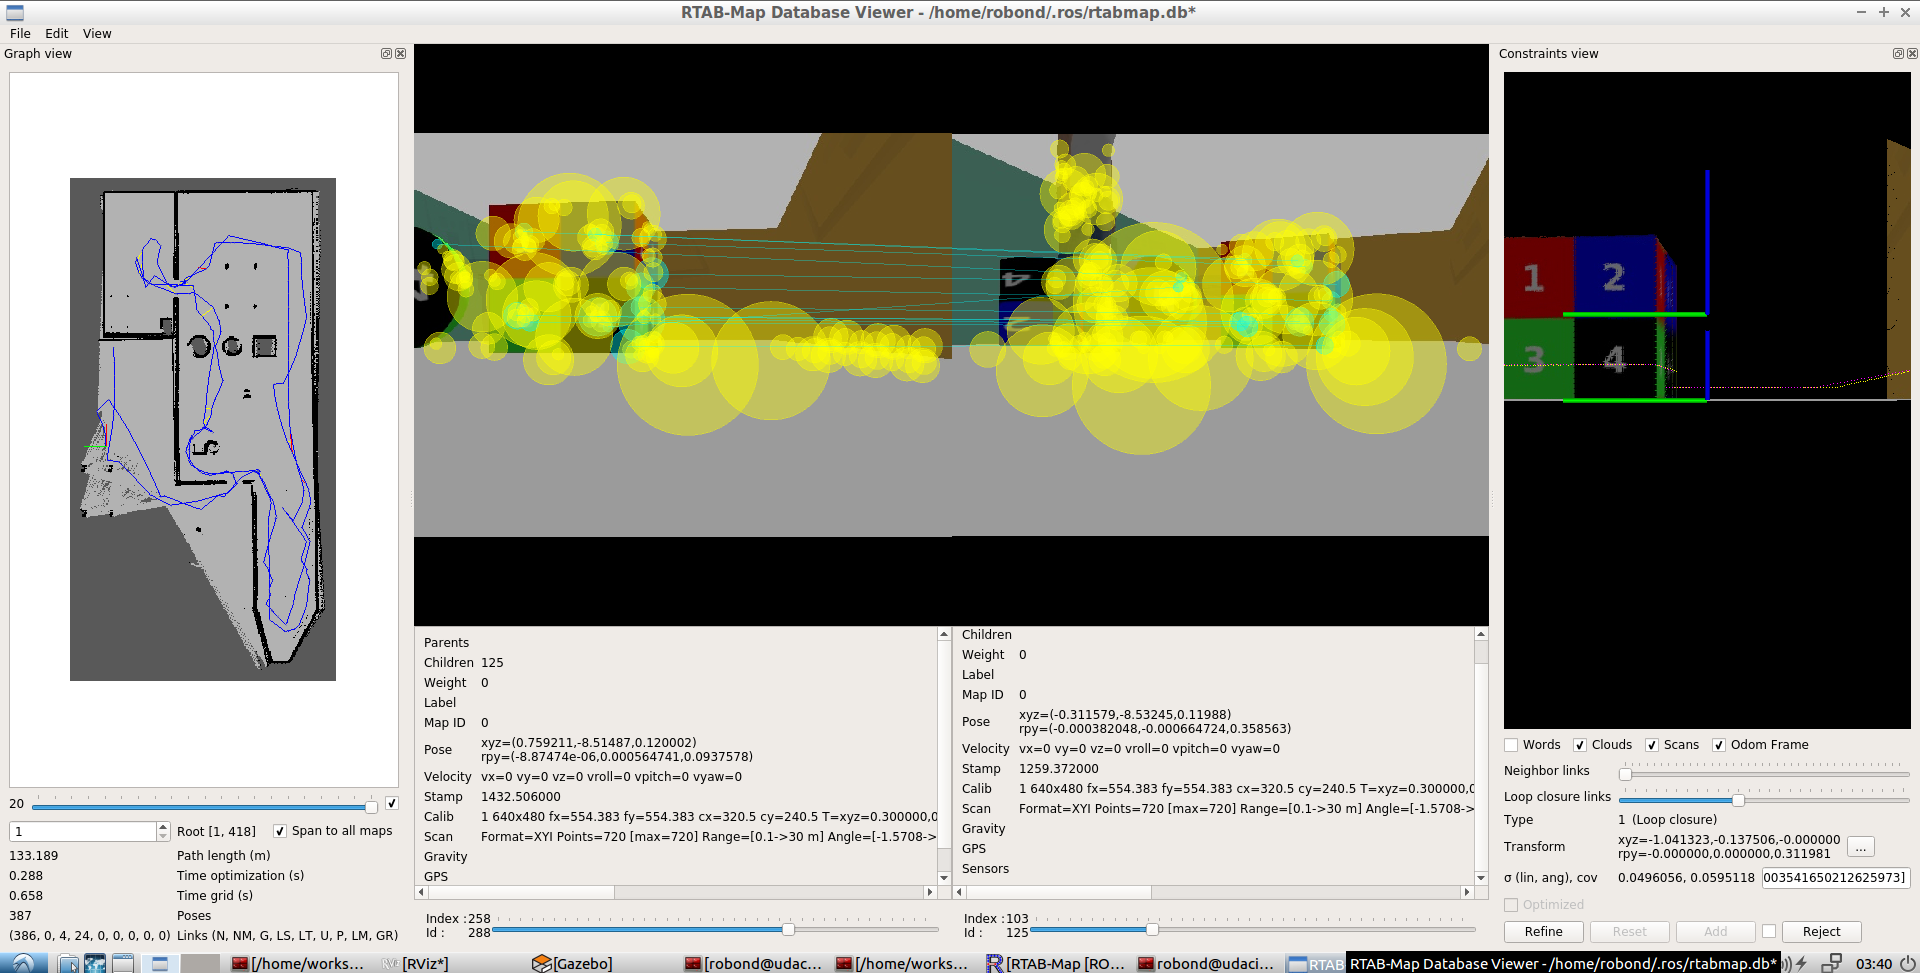 RTAB-Map Database Viewer - /home/robond/.ros/rtabmap.db*
File Edit View
Graph view
Constraints view
4
2
1 2
3 4
Parents
Children 125
Weight 0
Label
Map ID 0
Pose xyz=(0.759211,-8.51487,0.120002)
rpy=(-8.87474e-06,0.000564741,0.0937578)
Velocity vx=0 vy=0 vz=0 vroll=0 vpitch=0 vyaw=0
Stamp 1432.506000
Calib 1 640x480 fx=554.383 fy=554.383 cx=320.5 cy=240.5 T=xyz=0.300000,0
Scan Format=XYI Points=720 [max=720] Range=[0.1->30 m] Angle=[-1.5708->
Gravity
GPS
Index : 258
Id : 288
Children
Weight 0
Label
Map ID 0
Pose xyz=(-0.311579,-8.53245,0.11988)
rpy=(-0.000382048,-0.000664724,0.358563)
Velocity vx=0 vy=0 vz=0 vroll=0 vpitch=0 vyaw=0
Stamp 1259.372000
Calib 1 640x480 fx=554.383 fy=554.383 cx=320.5 cy=240.5 T=xyz=0.300000,0
Scan Format=XYI Points=720 [max=720] Range=[0.1->30 m] Angle=[-1.5708->
Gravity
GPS
Sensors
Index : 103
Id : 125
20
1 Root [1, 418] Span to all maps
133.189 Path length (m)
0.288 Time optimization (s)
0.658 Time grid (s)
387 Poses
(386, 0, 4, 24, 0, 0, 0, 0, 0) Links (N, NM, G, LS, LT, U, P, LM, GR)
Words Clouds Scans Odom Frame
Neighbor links
Loop closure links
Type 1 (Loop closure)
Transform xyz=-1.041323,-0.137506,-0.000000
rpy=-0.000000,0.000000,0.311981 ...
σ (lin, ang), cov 0.0496056, 0.0595118 003541650212625973]
Optimized
Refine Reset Add Reject
[/home/works... [RViz*] [Gazebo] [robond@udac... [/home/works... [RTAB-Map [RO... robond@udaci... [RTAB RTAB-Map Database Viewer - /home/robond/.ros/rtabmap.db* 03:40